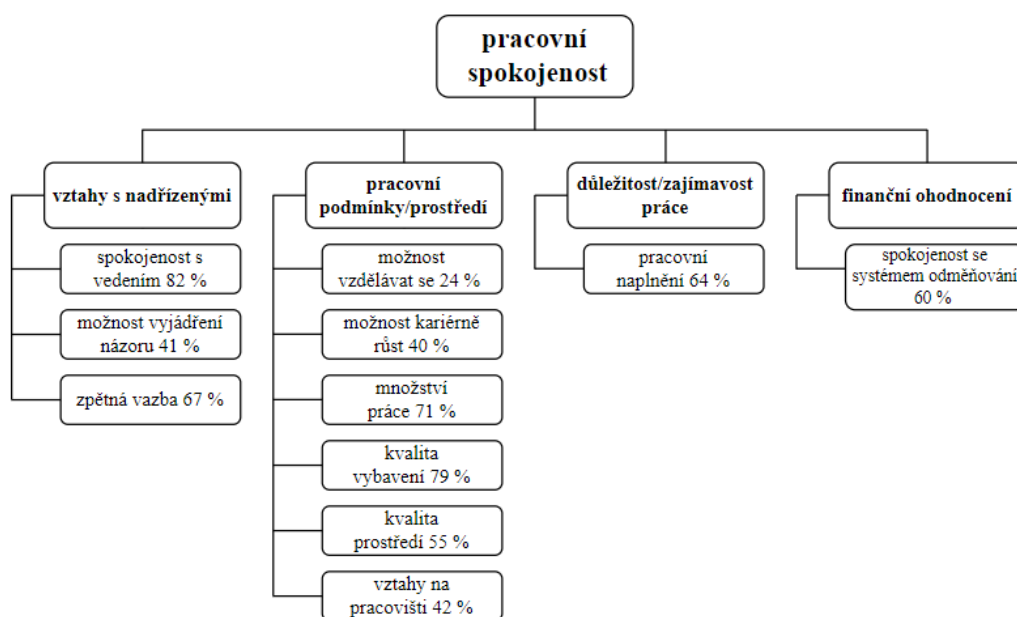 pracovní
spokojenost
vztahy s nadřízenými
spokojenost s
vedením 82 %
možnost vyjádření
názoru 41 %
zpětná vazba 67 %
pracovní
podmínky/prostředí
možnost
vzdělávat se 24 %
možnost kariérně
růst 40 %
množství
práce 71 %
kvalita
vybavení 79 %
kvalita
prostředí 55 %
vztahy na
pracovišti 42 %
důležitost/zajímavost
práce
pracovní
naplnění 64 %
finanční ohodnocení
spokojenost se
systémem odměňování
60 %